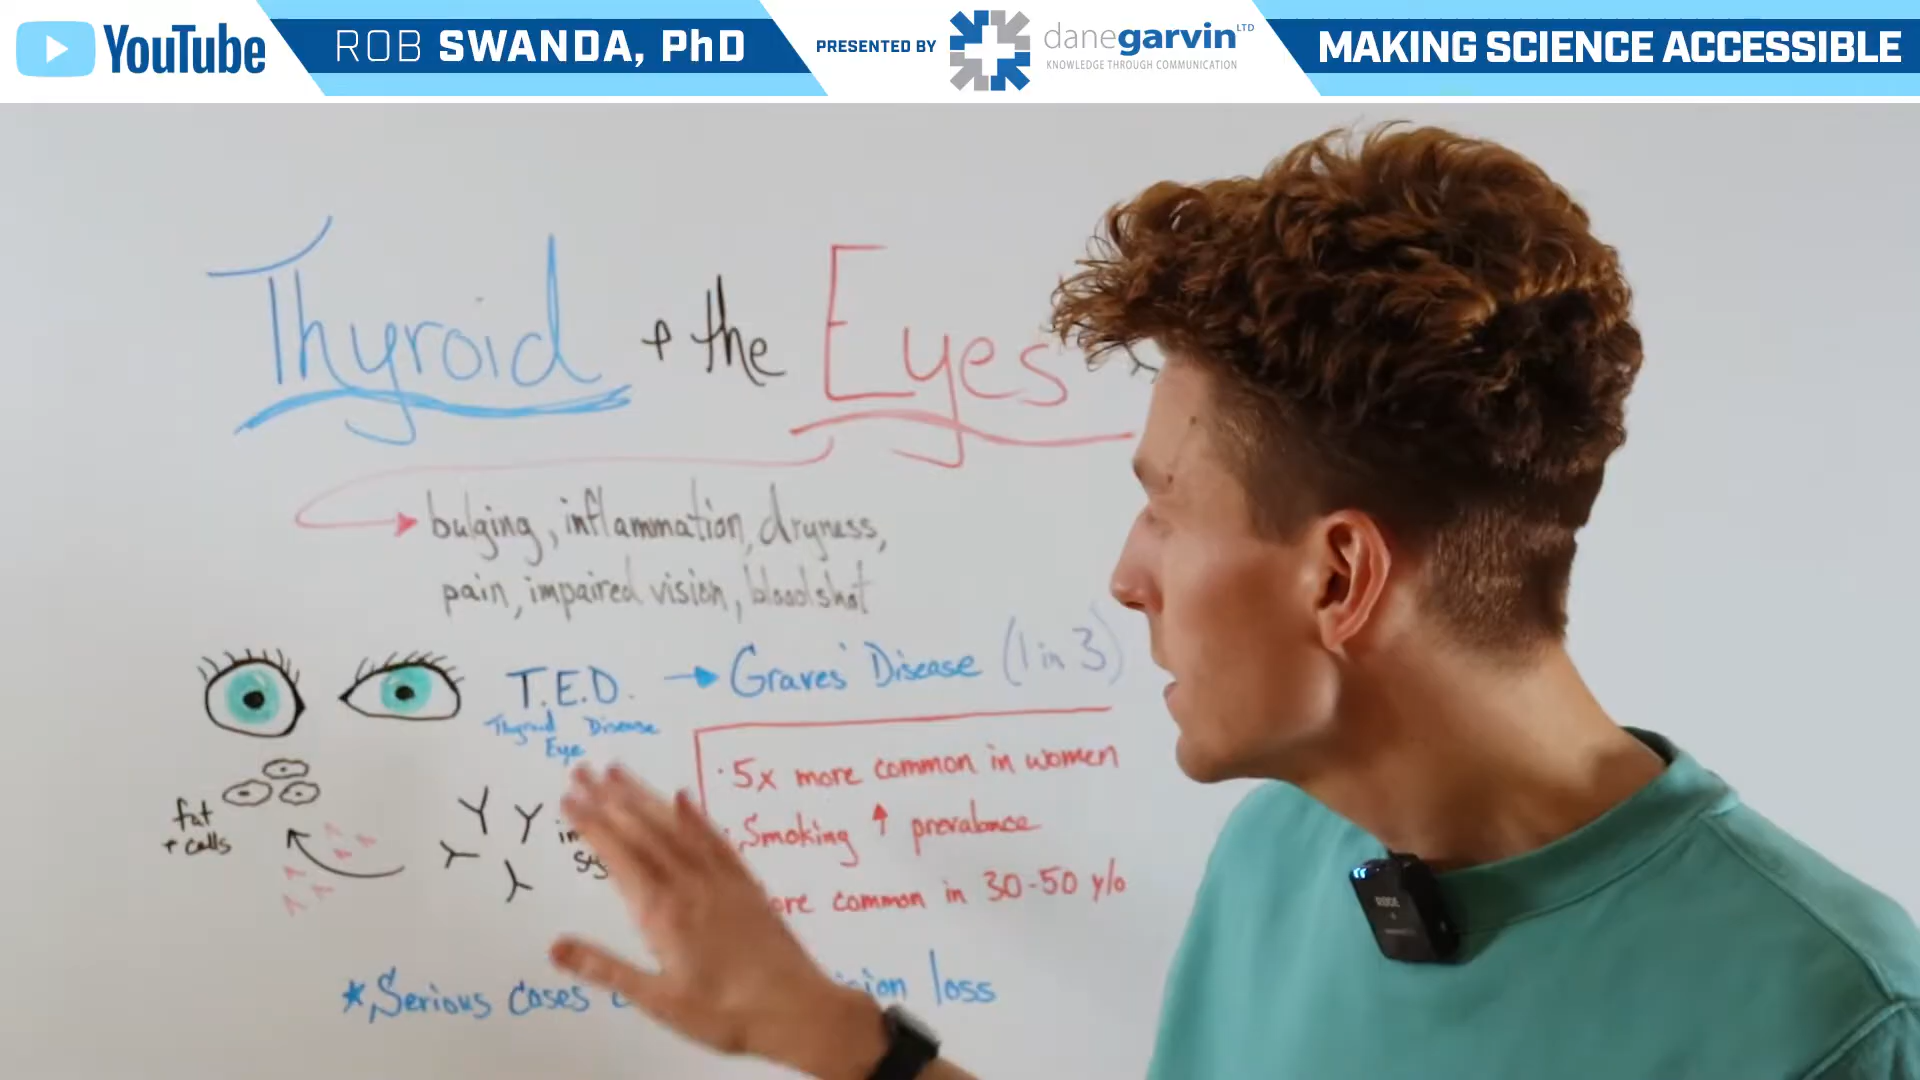 YouTube
ROB SWANDA, PhD
PRESENTED BY
danegarvin LTD
KNOWLEDGE THROUGH COMMUNICATION
MAKING SCIENCE ACCESSIBLE
Thyroid + the Eyes
bulging, inflammation, dryness,
pain, impaired vision, bloodshot
T.E.D. → Graves' Disease (1 in 3)
Thyroid Disease
Eye
• 5x more common in women
• Smoking ↑ prevalance
common in 30-50 y/o
fat
+ cells
*Serious cases loss
RODE